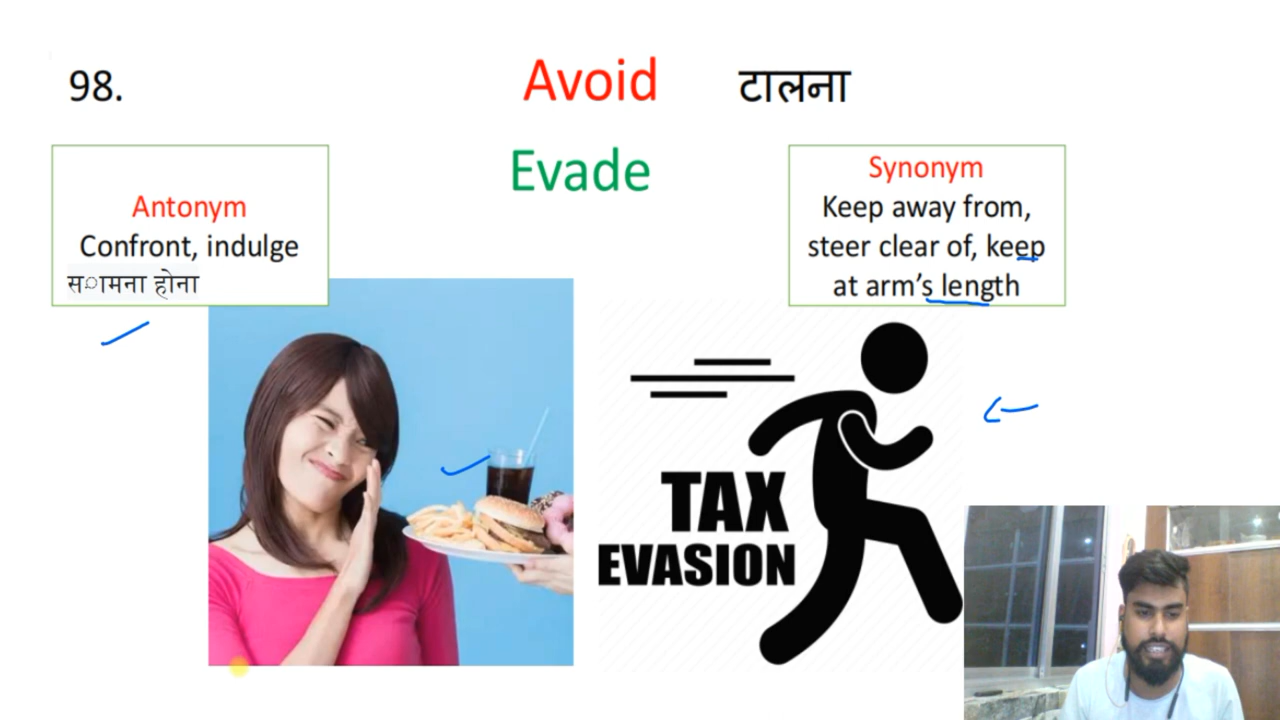 98.
Avoid
टालना
Evade
Antonym
Confront, indulge
स◌ामना होना
Synonym
Keep away from,
steer clear of, keep
at arm's length
TAX
EVASION